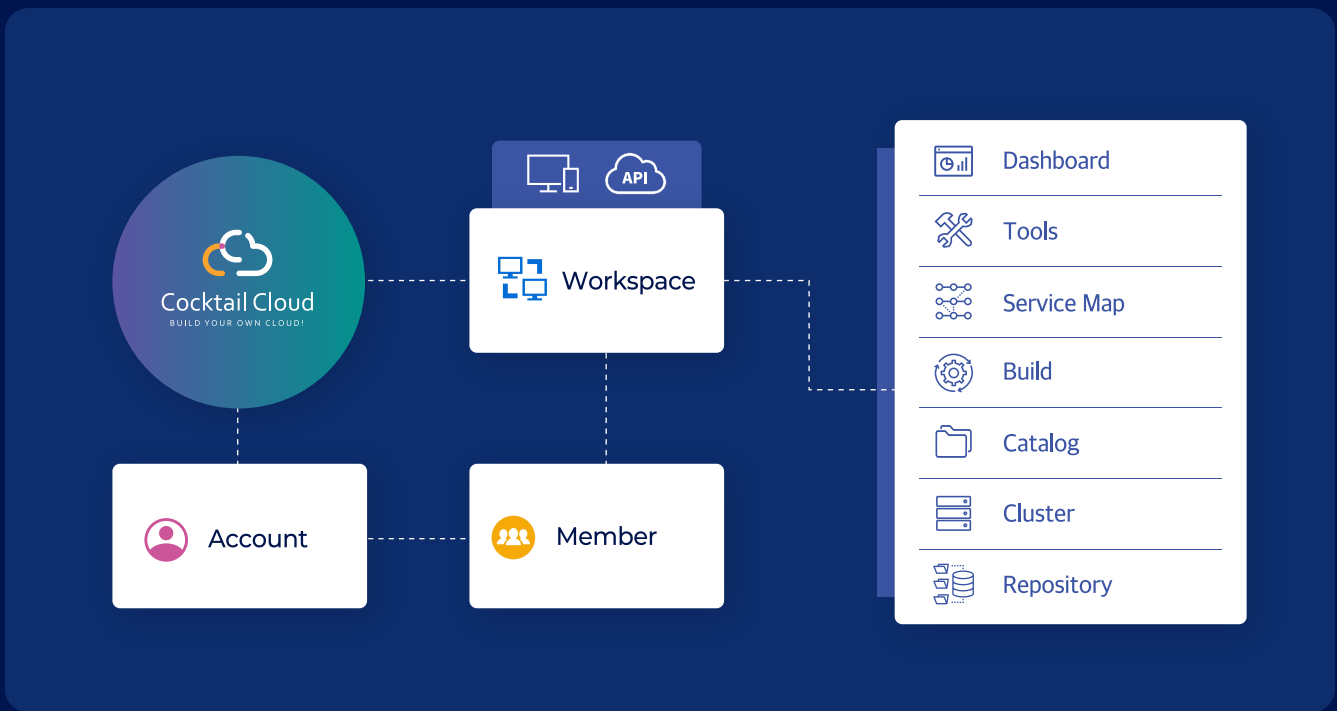 Cocktail Cloud
BUILD YOUR OWN CLOUD!
API
Workspace
Account
Member
Dashboard
Tools
Service Map
Build
Catalog
Cluster
Repository